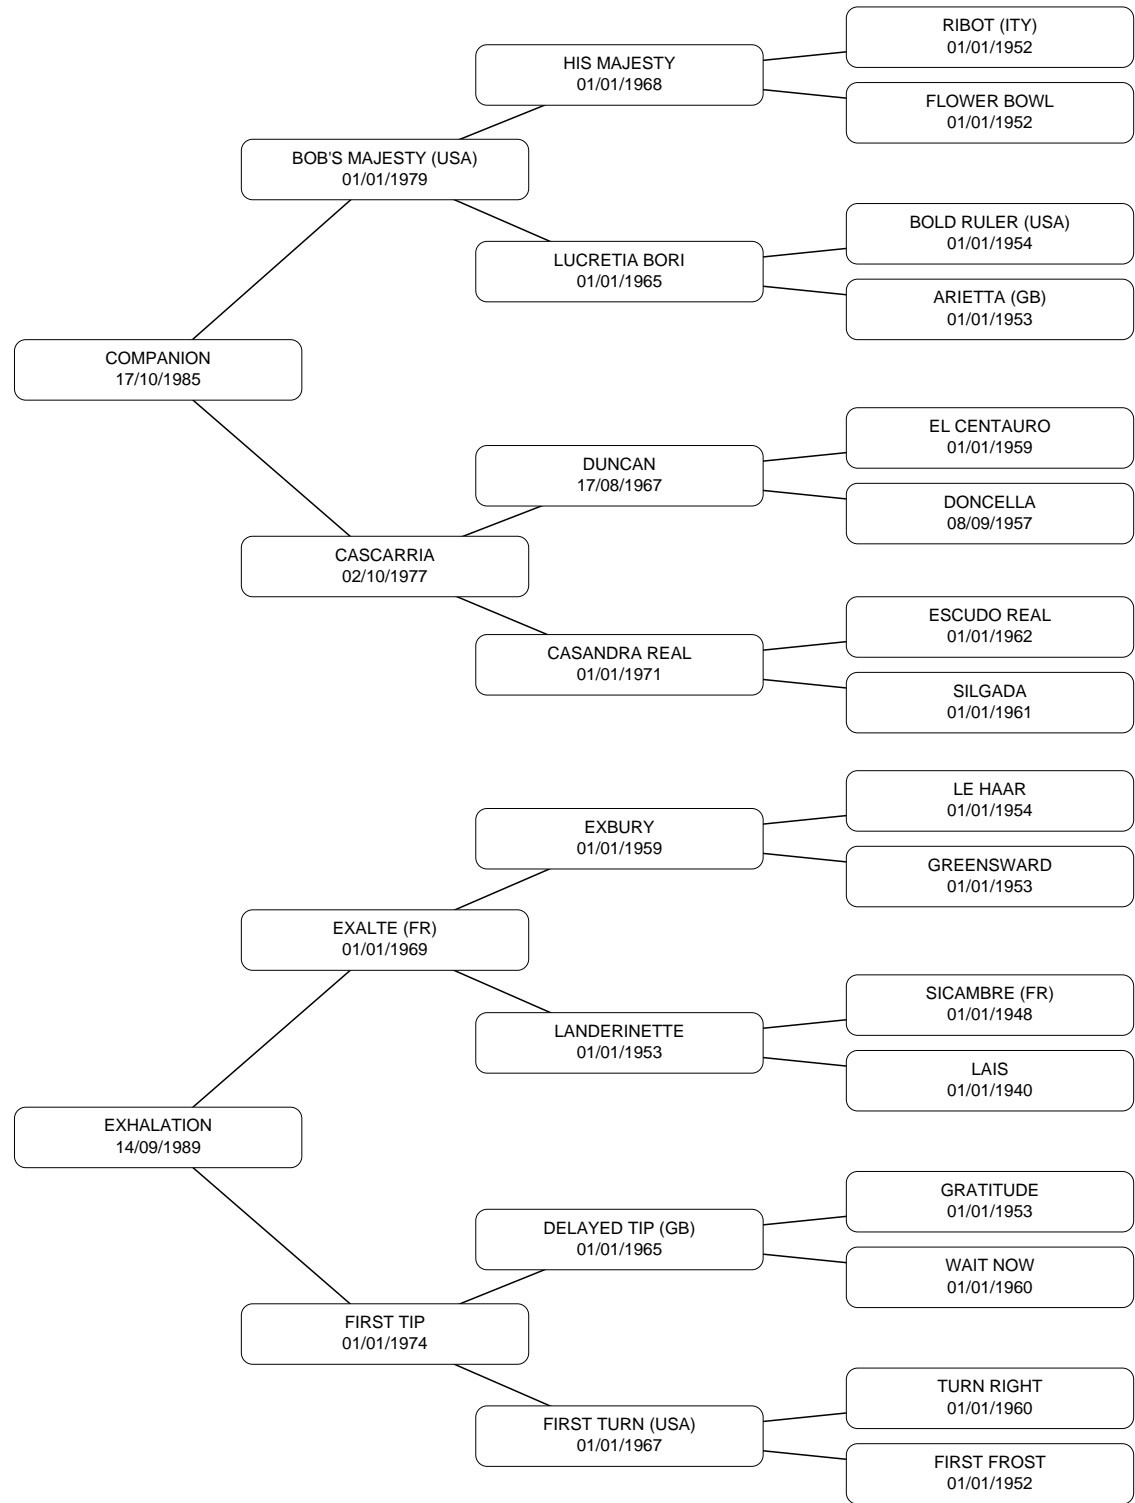 RIBOT (ITY)
01/01/1952
HIS MAJESTY
01/01/1968
FLOWER BOWL
01/01/1952
BOB'S MAJESTY (USA)
01/01/1979
BOLD RULER (USA)
01/01/1954
LUCRETIA BORI
01/01/1965
ARIETTA (GB)
01/01/1953
COMPANION
17/10/1985
EL CENTAURO
01/01/1959
DUNCAN
17/08/1967
DONCELLA
08/09/1957
CASCARRIA
02/10/1977
ESCUDO REAL
01/01/1962
CASANDRA REAL
01/01/1971
SILGADA
01/01/1961
LE HAAR
01/01/1954
EXBURY
01/01/1959
GREENSWARD
01/01/1953
EXALTE (FR)
01/01/1969
SICAMBRE (FR)
01/01/1948
LANDERINETTE
01/01/1953
LAIS
01/01/1940
EXHALATION
14/09/1989
GRATITUDE
01/01/1953
DELAYED TIP (GB)
01/01/1965
WAIT NOW
01/01/1960
FIRST TIP
01/01/1974
TURN RIGHT
01/01/1960
FIRST TURN (USA)
01/01/1967
FIRST FROST
01/01/1952